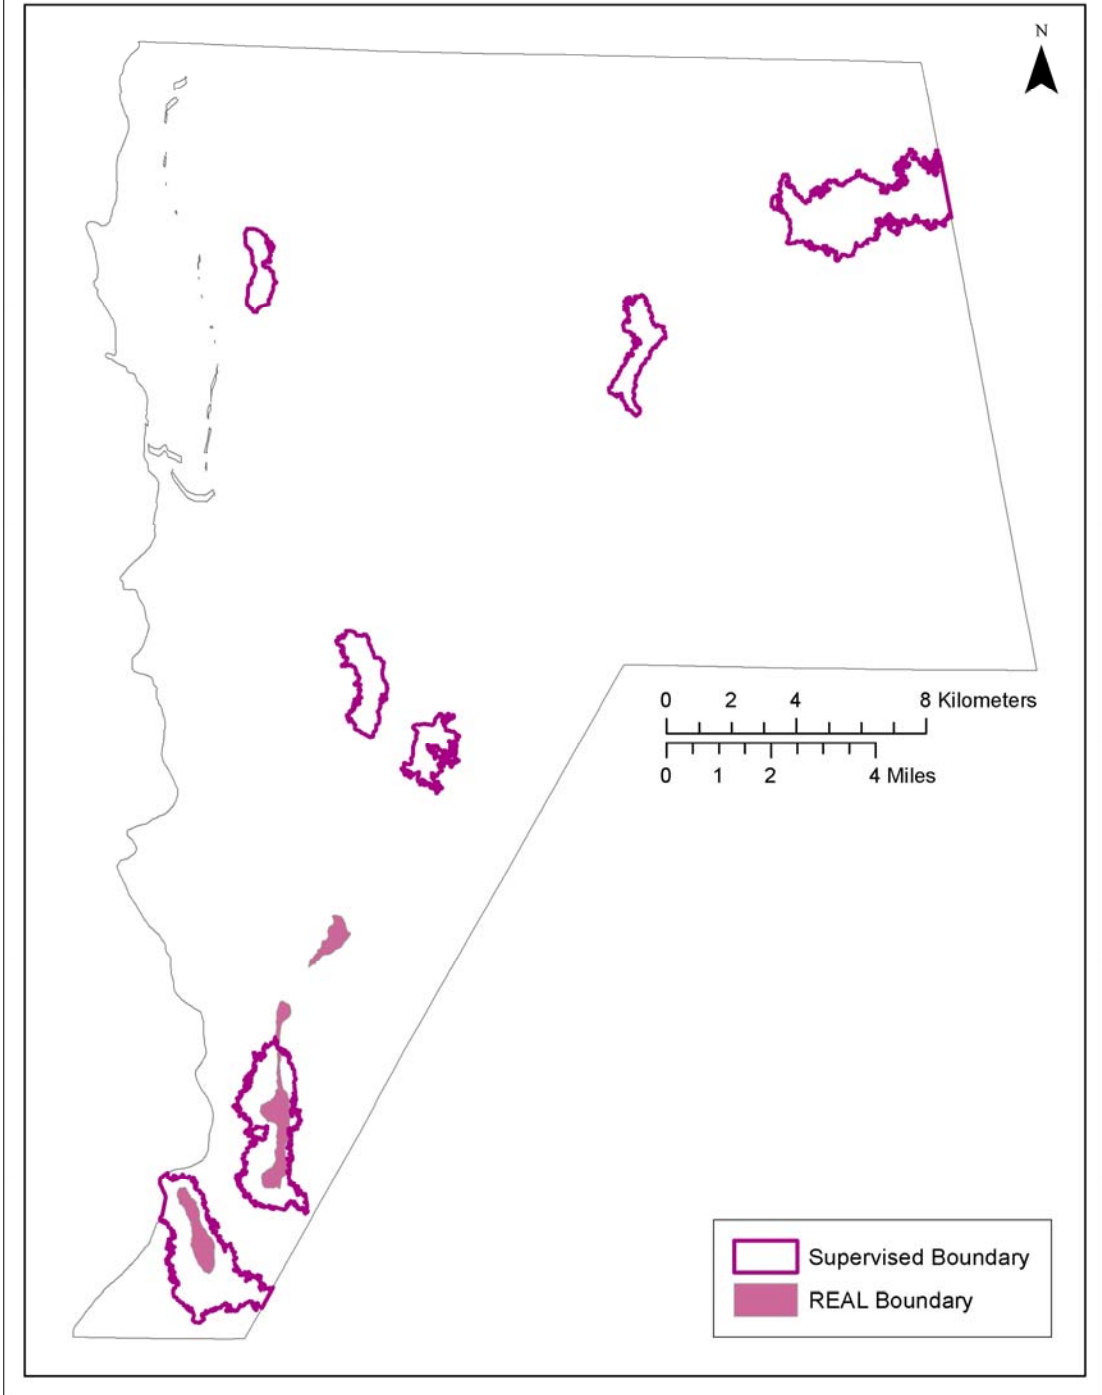 N
0 2 4 8 Kilometers
0 1 2 4 Miles
Supervised Boundary
REAL Boundary